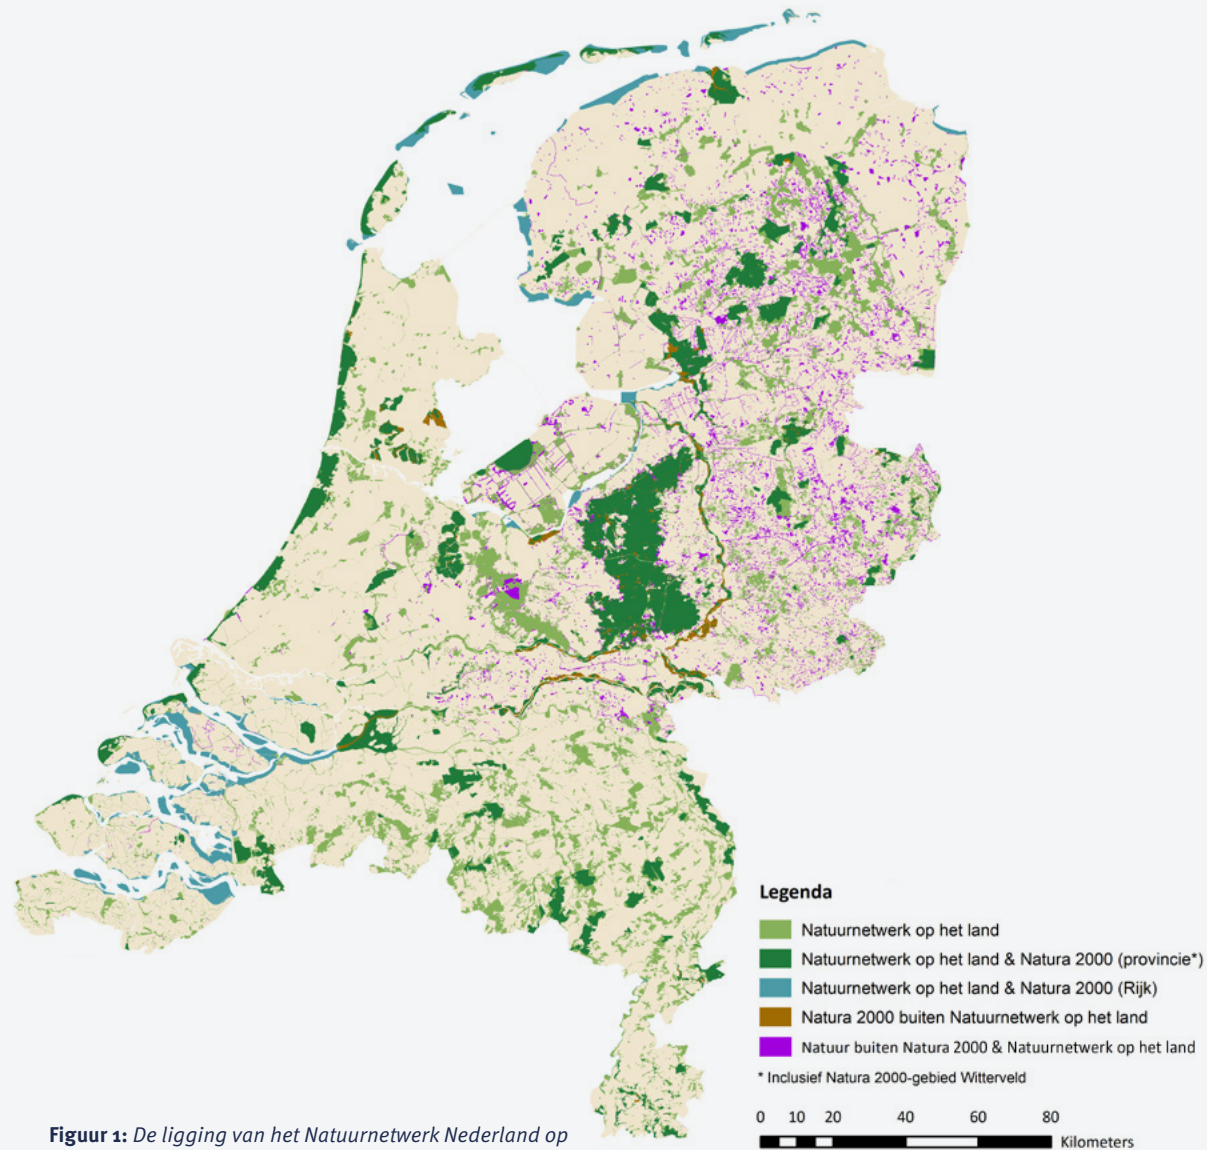 Legenda
Natuurnetwerk op het land
Natuurnetwerk op het land & Natura 2000 (provincie*)
Natuurnetwerk op het land & Natura 2000 (Rijk)
Natura 2000 buiten Natuurnetwerk op het land
Natuur buiten Natura 2000 & Natuurnetwerk op het land
* Inclusief Natura 2000-gebied Witterveld
0 10 20 40 60 80
Kilometers
Figuur 1: De ligging van het Natuurnetwerk Nederland op